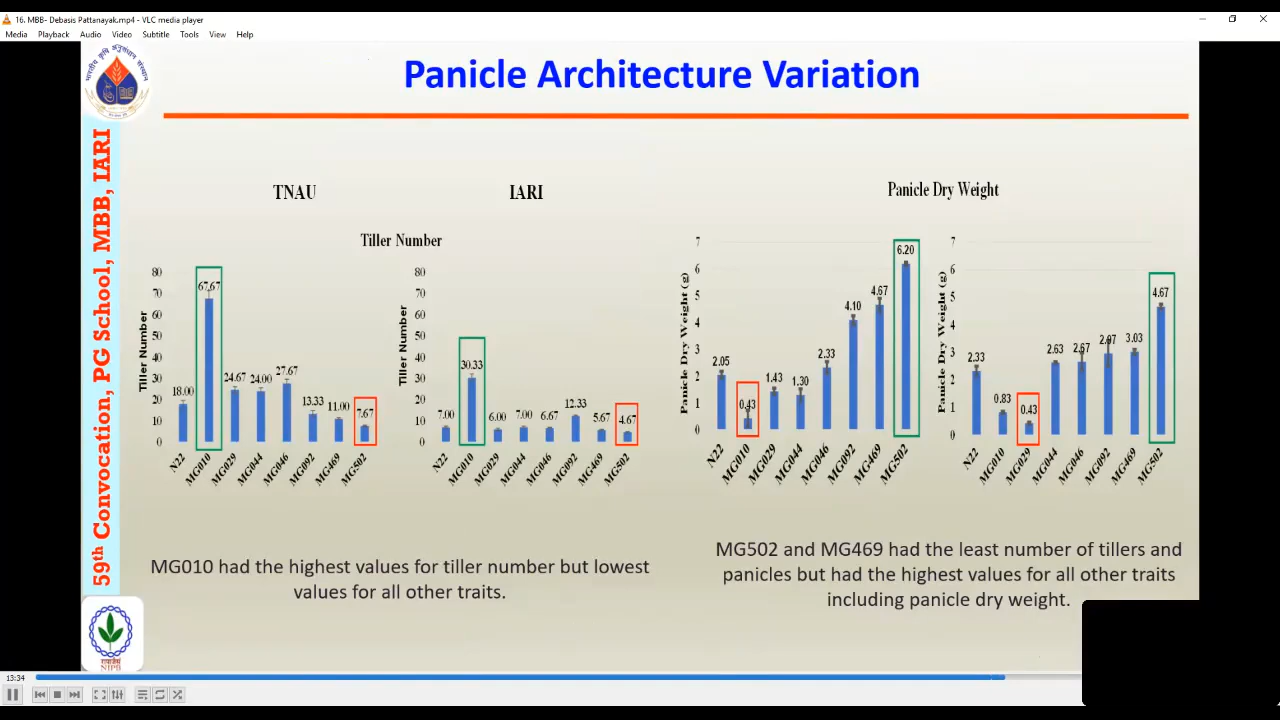 16. MBB- Debasis Pattanayak.mp4 - VLC media player
Media Playback Audio Video Subtitle Tools View Help
Panicle Architecture Variation
59th Convocation, PG School, MBB, IARI
TNAU
IARI
Tiller Number
Tiller Number
80
70
60
50
40
30
20
10
0
18.00
67.67
24.67
24.00
27.67
13.33
11.00
7.67
N22
MG010
MG029
MG044
MG046
MG092
MG469
MG502
Tiller Number
80
70
60
50
40
30
20
10
0
7.00
30.33
6.00
7.00
6.67
12.33
5.67
4.67
N22
MG010
MG029
MG044
MG046
MG092
MG469
MG502
Panicle Dry Weight
Panicle Dry Weight (g)
7
6
5
4
3
2
1
0
2.05
0.43
1.43
1.30
2.33
4.10
4.67
6.20
N22
MG010
MG029
MG044
MG046
MG092
MG469
MG502
Panicle Dry Weight (g)
7
6
5
4
3
2
1
0
2.33
0.83
0.43
2.63
2.67
2.97
3.03
4.67
N22
MG010
MG029
MG044
MG046
MG092
MG469
MG502
MG010 had the highest values for tiller number but lowest
values for all other traits.
MG502 and MG469 had the least number of tillers and
panicles but had the highest values for all other traits
including panicle dry weight.
भारतीय कृषि अनुसंधान संस्थान
NIPB
13:34